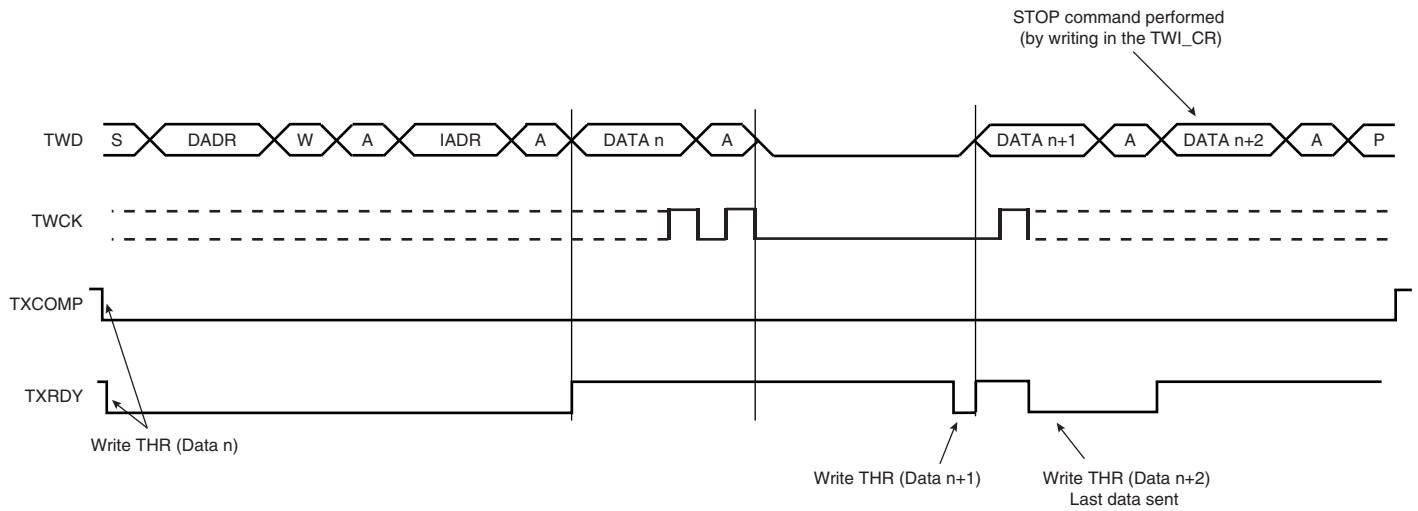 STOP command performed
(by writing in the TWI_CR)
TWD S DADR W A IADR A DATA n A DATA n+1 A DATA n+2 A P
TWCK
TXCOMP
TXRDY
Write THR (Data n)
Write THR (Data n+1)
Write THR (Data n+2)
Last data sent